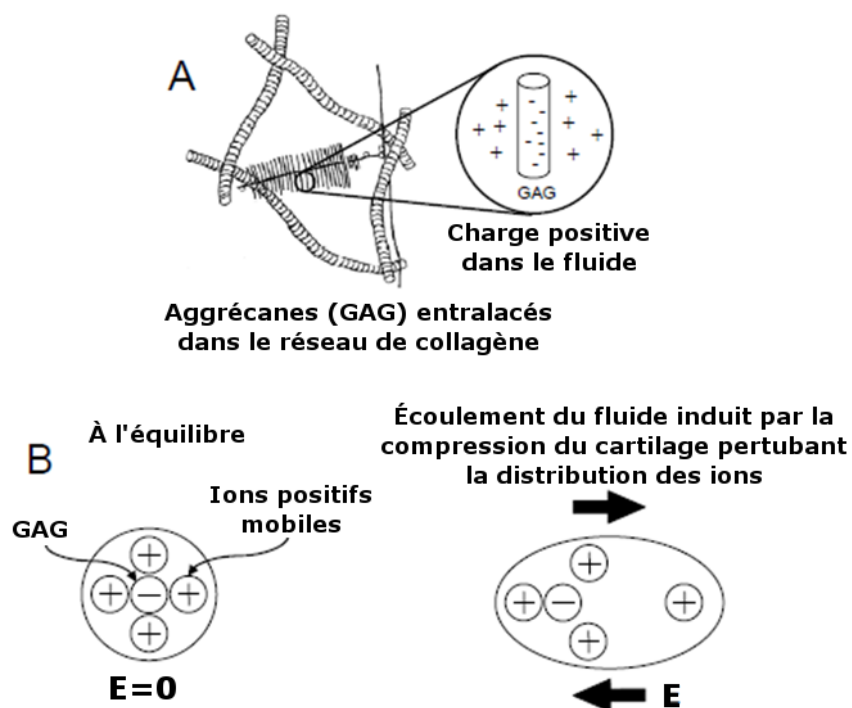 A
GAG
Charge positive
dans le fluide
Aggrécanes (GAG) entralacés
dans le réseau de collagène
B
À l'équilibre
GAG
Ions positifs
mobiles
E=0
Écoulement du fluide induit par la
compression du cartilage pertubant
la distribution des ions
E